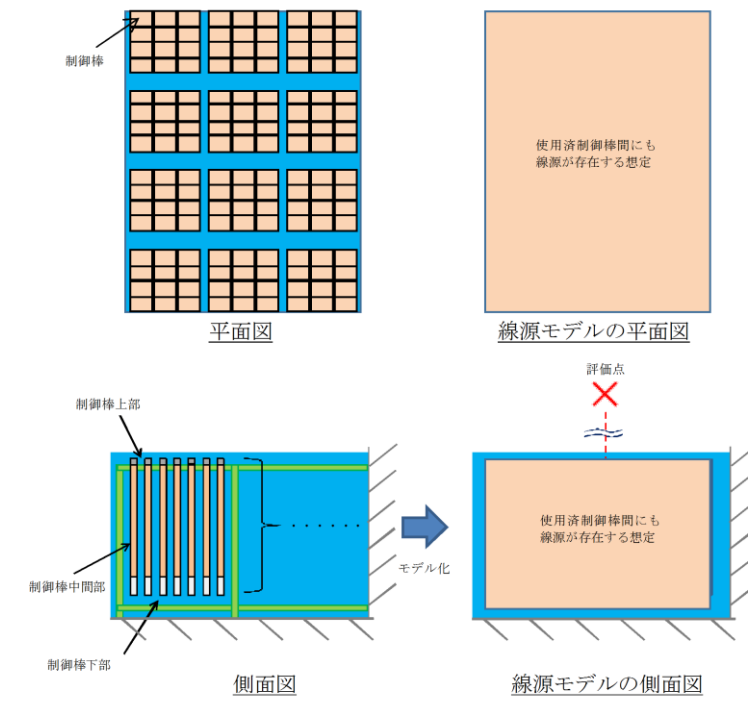 制御棒
使用済制御棒間にも
線源が存在する想定
平面図
線源モデルの平面図
評価点
制御棒上部
使用済制御棒間にも
線源が存在する想定
モデル化
制御棒中間部
制御棒下部
側面図
線源モデルの側面図